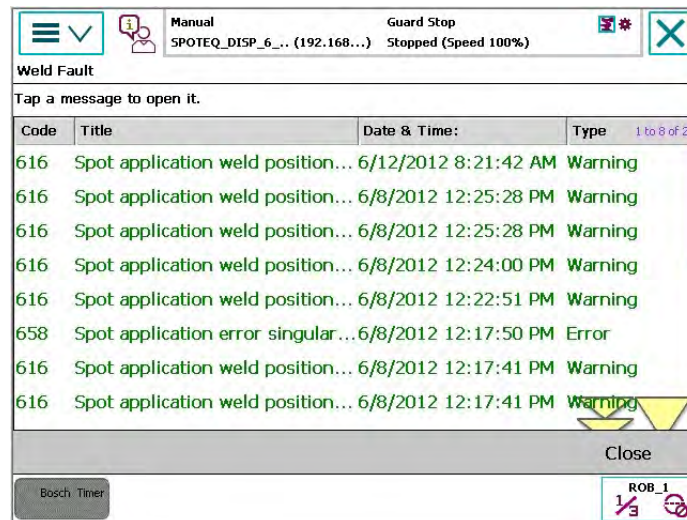 Manual Guard Stop
SPOTEQ_DISP_6_.. (192.168...) Stopped (Speed 100%)
Weld Fault
Tap a message to open it.
Code Title Date & Time: Type 1 to 8 of 2
616 Spot application weld position... 6/12/2012 8:21:42 AM Warning
616 Spot application weld position... 6/8/2012 12:25:28 PM Warning
616 Spot application weld position... 6/8/2012 12:25:28 PM Warning
616 Spot application weld position... 6/8/2012 12:24:00 PM Warning
616 Spot application weld position... 6/8/2012 12:22:51 PM Warning
658 Spot application error singular... 6/8/2012 12:17:50 PM Error
616 Spot application weld position... 6/8/2012 12:17:41 PM Warning
616 Spot application weld position... 6/8/2012 12:17:41 PM Warning
Close
Bosch Timer
ROB_1
1/3